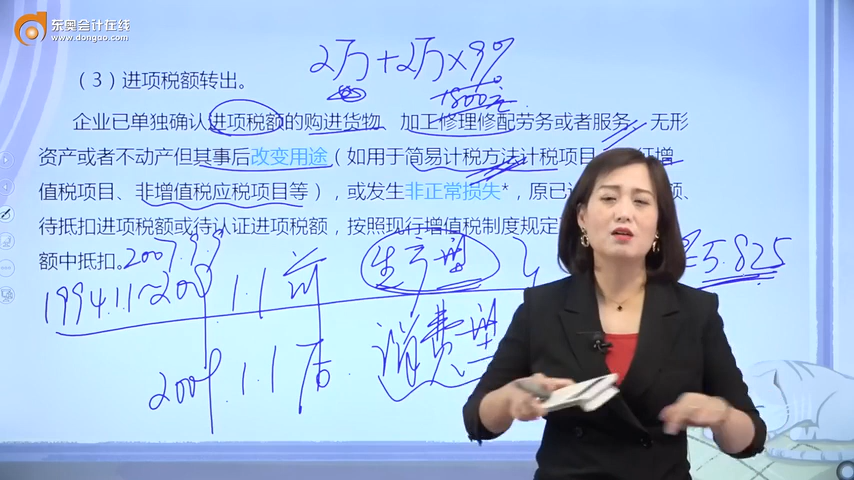 东奥会计在线
www.dongao.com
2万+2万×9%
1800元
（3）进项税额转出。
企业已单独确认进项税额的购进货物、加工修理修配劳务或者服务、无形
资产或者不动产但其事后改变用途（如用于简易计税方法计税项目、免征增
值税项目、非增值税应税项目等），或发生非正常损失*，原已
待抵扣进项税额或待认证进项税额，按照现行增值税制度规定
额中抵扣。
2009.9.9
生产型
5.825
1994.1.1~200 1.1前
2009.1.1后
消费型